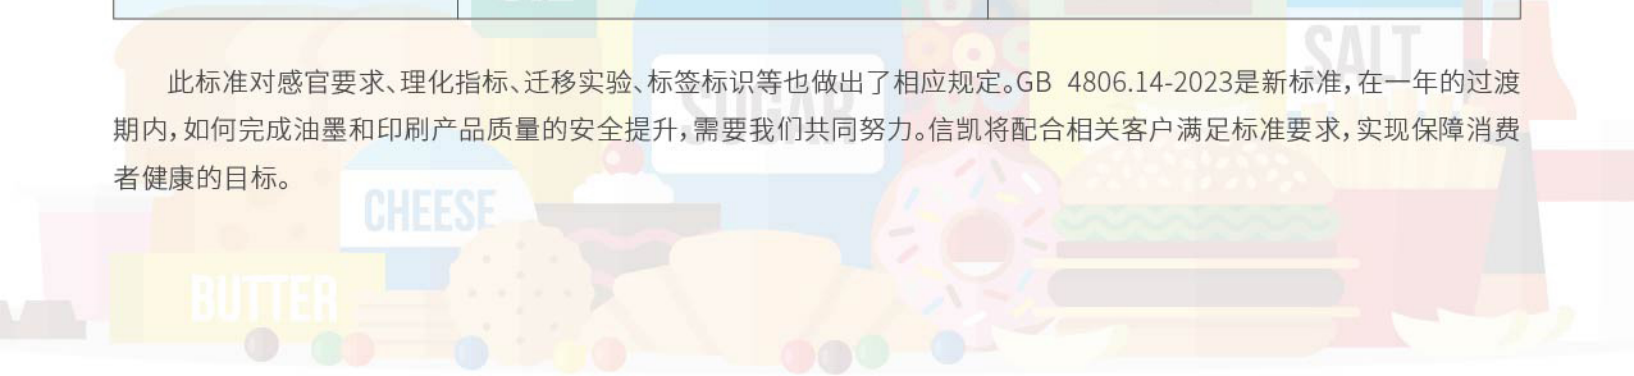 SALT
此标准对感官要求、理化指标、迁移实验、标签标识等也做出了相应规定。GB 4806.14-2023是新标准，在一年的过渡
SUGAR
期内，如何完成油墨和印刷产品质量的安全提升，需要我们共同努力。信凯将配合相关客户满足标准要求，实现保障消费
者健康的目标。
CHEESE
BUTTER